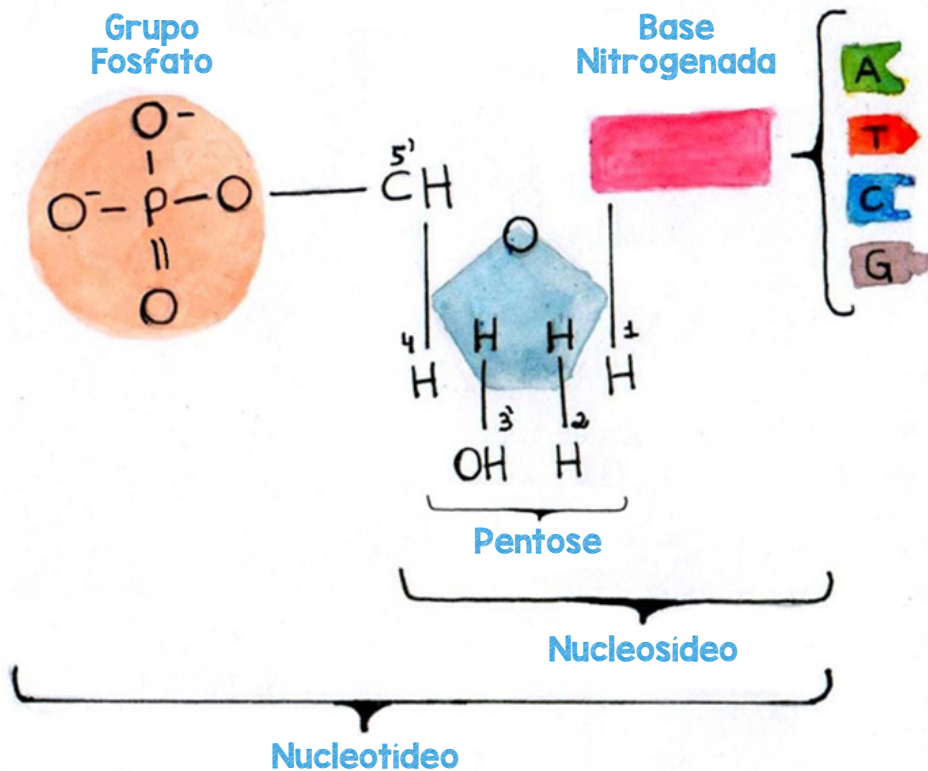 Grupo
Fosfato
Base
Nitrogenada
A
T
C
G
O-
O- - P - O
O
5'
CH
O
4
H
H
H
1
H
3'
OH
2
H
Pentose
Nucleosídeo
Nucleotídeo